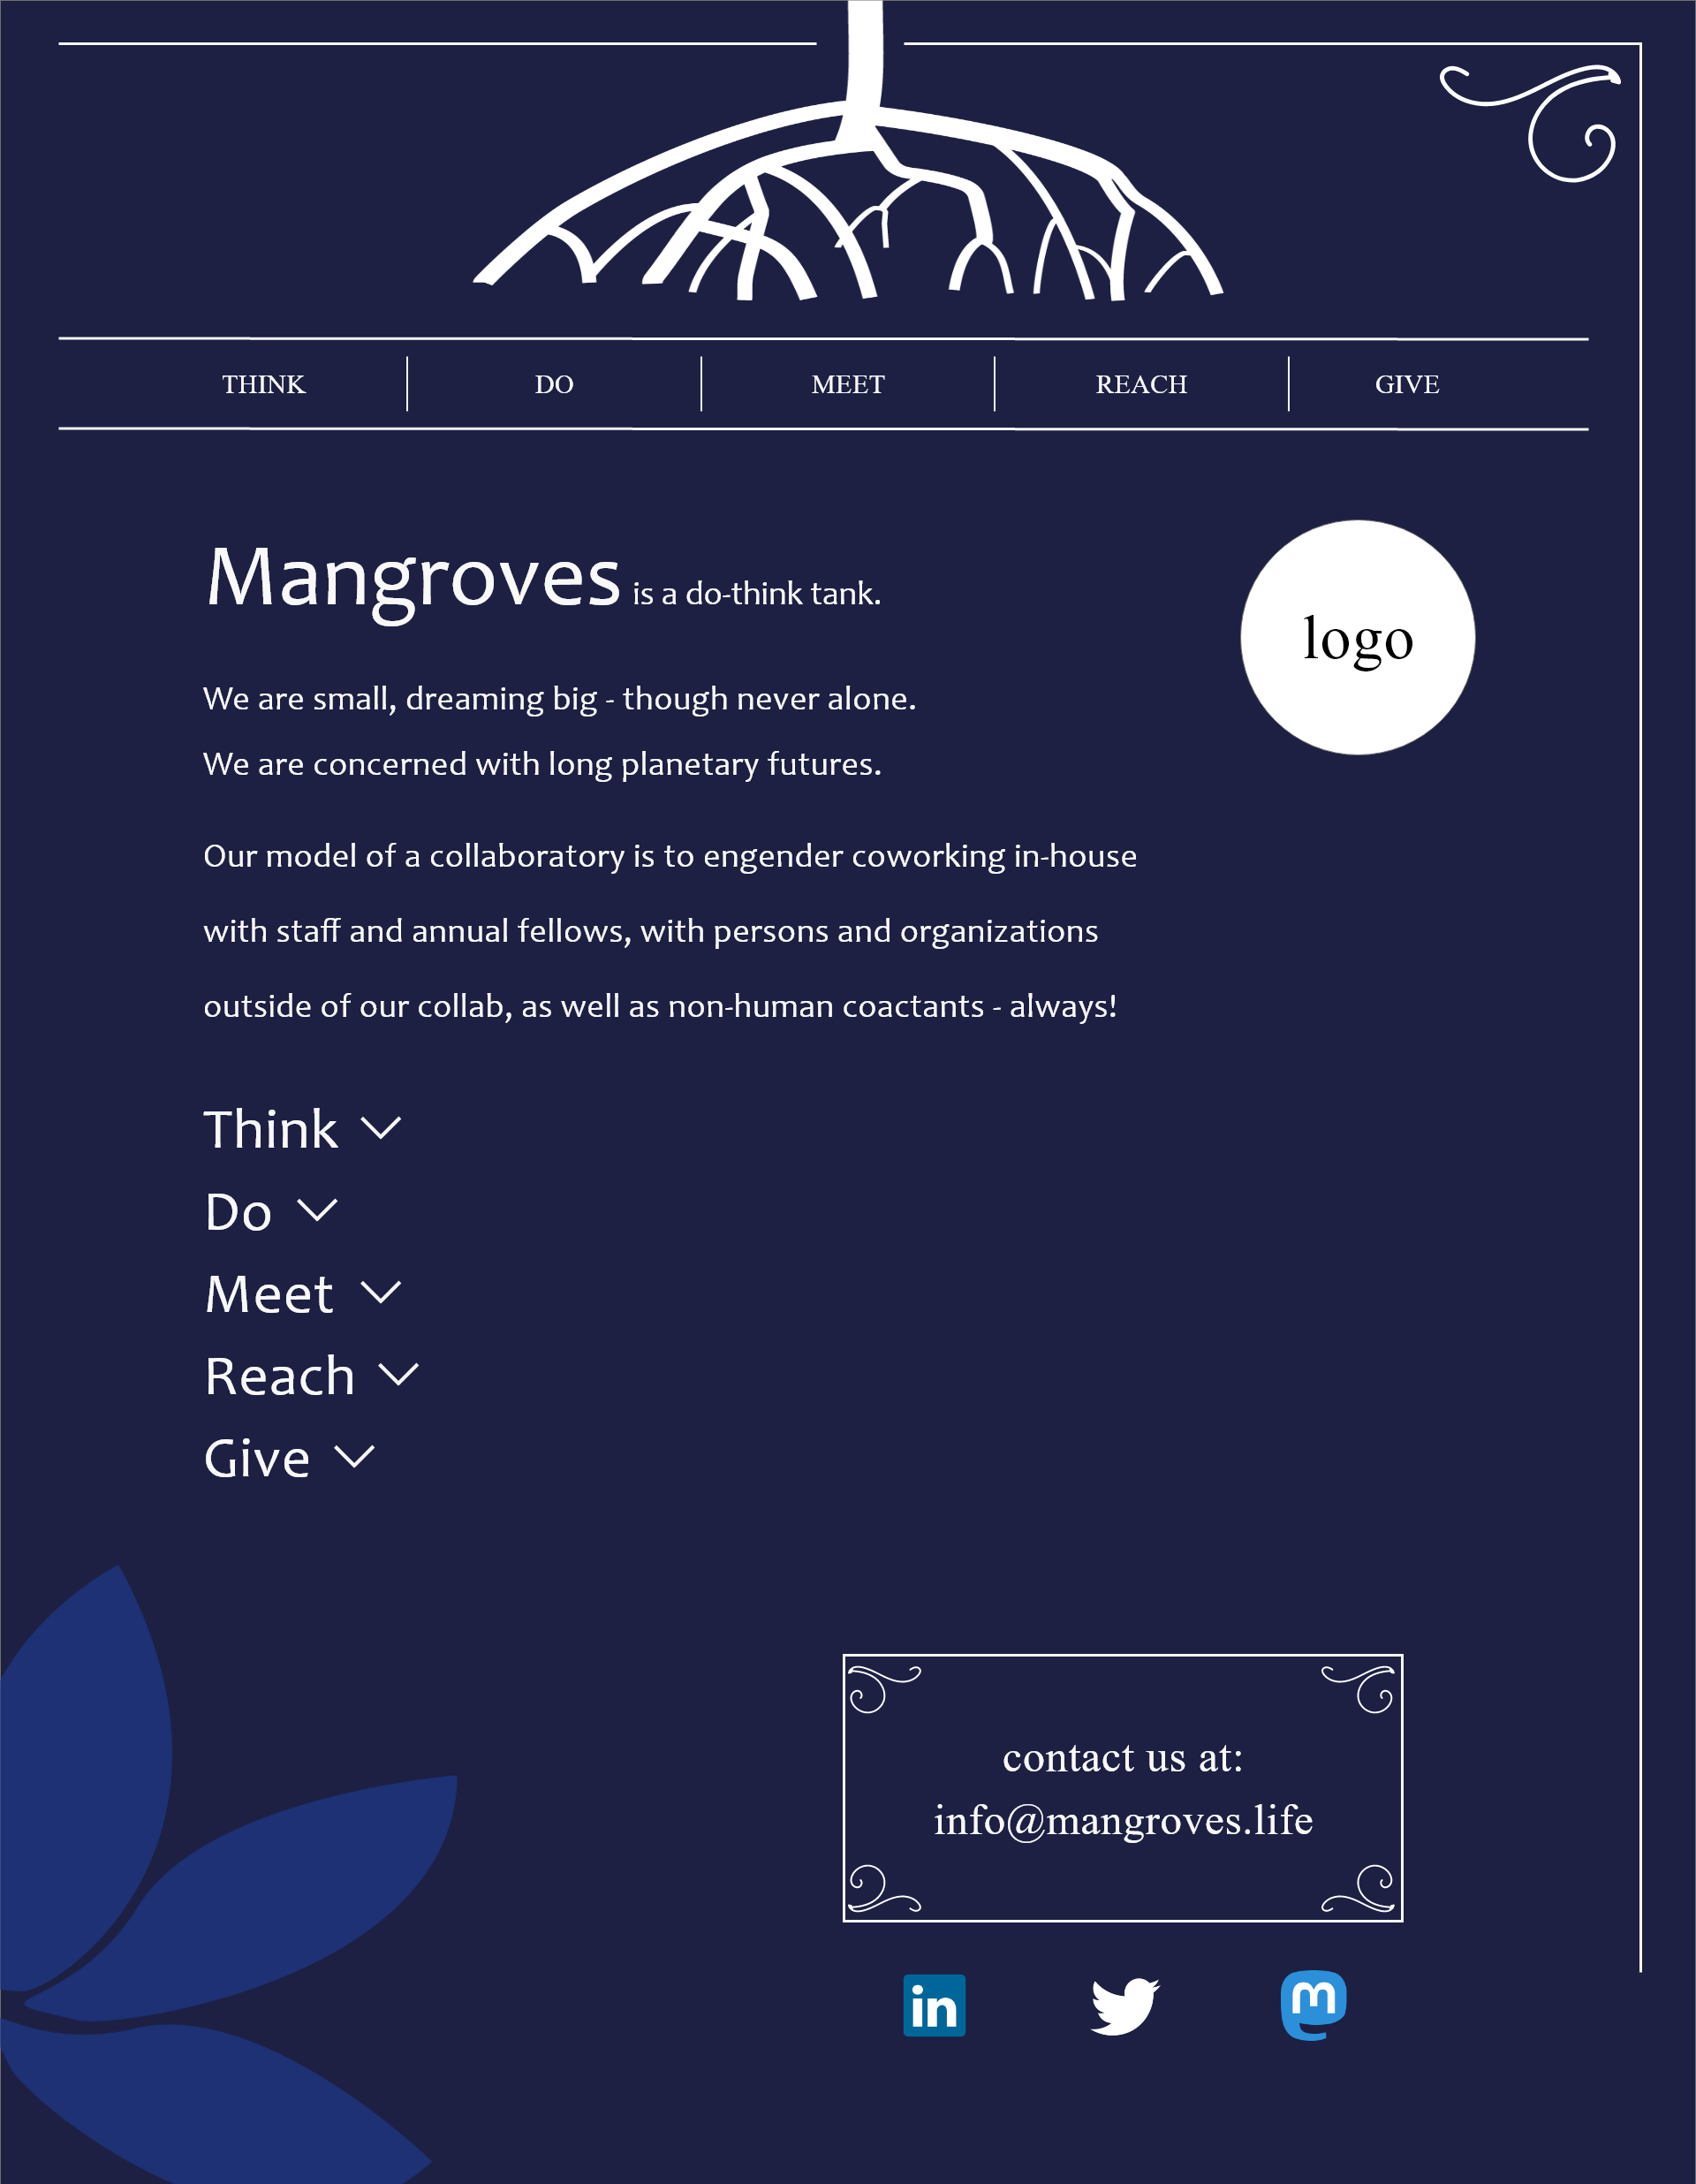 THINK
DO
MEET
REACH
GIVE
Mangroves is a do-think tank.
logo
We are small, dreaming big - though never alone.
We are concerned with long planetary futures.
Our model of a collaboratory is to engender coworking in-house
with staff and annual fellows, with persons and organizations
outside of our collab, as well as non-human coactants - always!
Think
Do
Meet
Reach
Give
contact us at:
info@mangroves.life
in
m